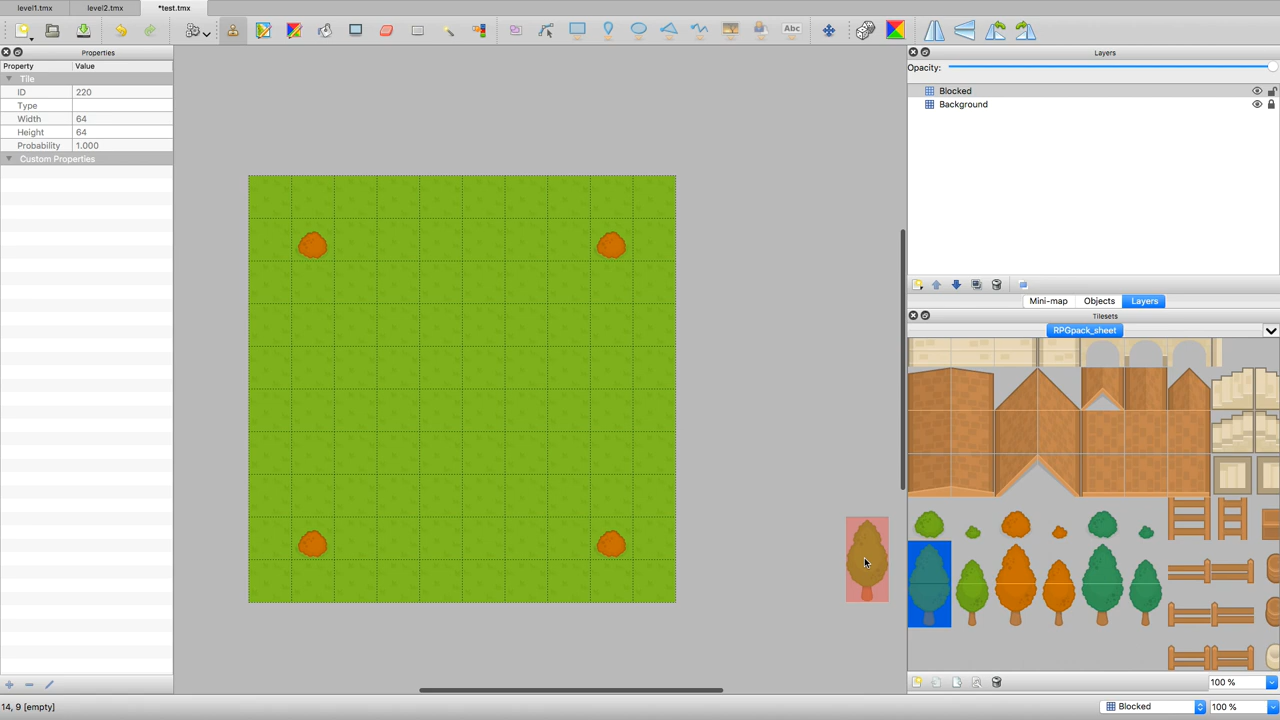 level1.tmx level2.tmx *test.tmx
Abc
Properties
Property Value
Tile
ID 220
Type
Width 64
Height 64
Probability 1.000
Custom Properties
Layers
Opacity:
Blocked
Background
Mini-map Objects Layers
Tilesets
RPGpack_sheet
100 %
14, 9 [empty]
Blocked 100 %